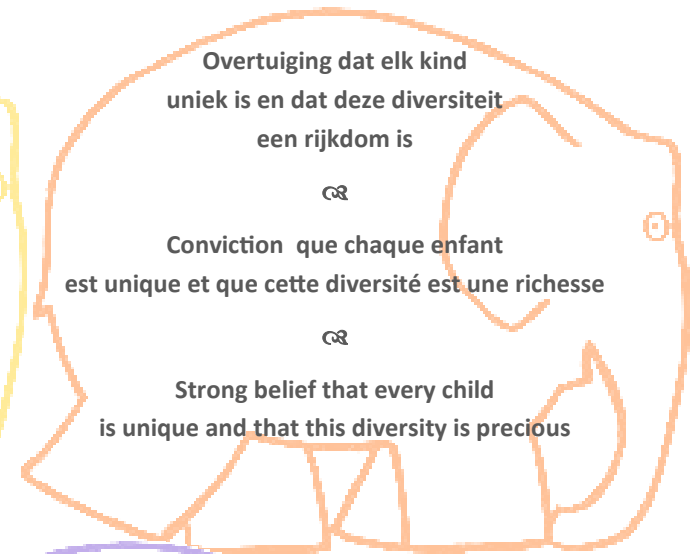 Overtuiging dat elk kind
uniek is en dat deze diversiteit
een rijkdom is
Conviction que chaque enfant
est unique et que cette diversité est une richesse
Strong belief that every child
is unique and that this diversity is precious